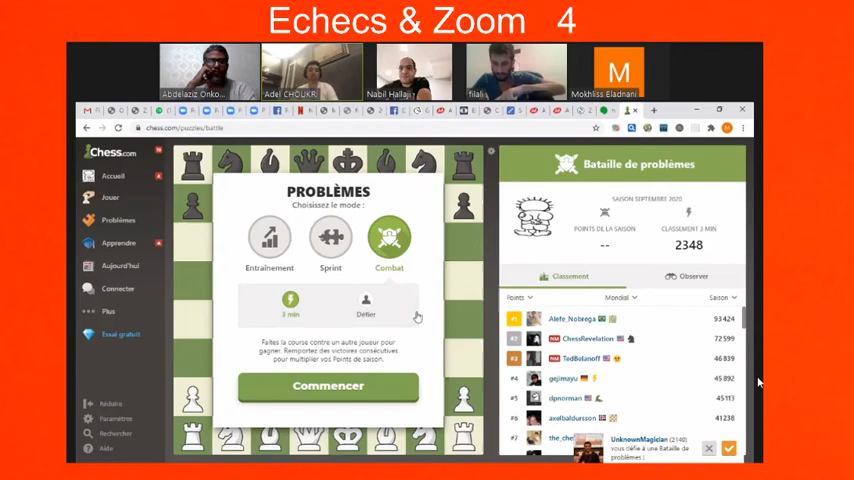 Echecs & Zoom 4
Abdelaziz Onko...
Adel CHOUKRI
Nabil Hallaji
filali
Mokhliss Eladnani
M
chess.com/puzzles/battle
Chess.com
Accueil
Jouer
Problèmes
Apprendre
Aujourd'hui
Connecter
Plus
Essai gratuit
Réduire
Paramètres
Rechercher
Aide
PROBLÈMES
Choisissez le mode :
Entraînement
Sprint
Combat
3 min
Défier
Faites la course contre un autre joueur pour
gagner. Remportez des victoires consécutives
pour multiplier vos Points de saison.
Commencer
Bataille de problèmes
SAISON SEPTEMBRE 2020
POINTS DE LA SAISON
--
CLASSEMENT 3 MIN
2348
Classement
Observer
Points
Mondial
Saison
#1 Alefe_Nobrega 93 424
#2 NM ChessRevelation 72 599
#3 NM TedBelanoff 46 839
#4 gejimayu 45 892
#5 dpnorman 45 113
#6 axelbaldursson 41 238
#7 the_che
UnknownMagician (2140)
vous défie à une Bataille de
problèmes !